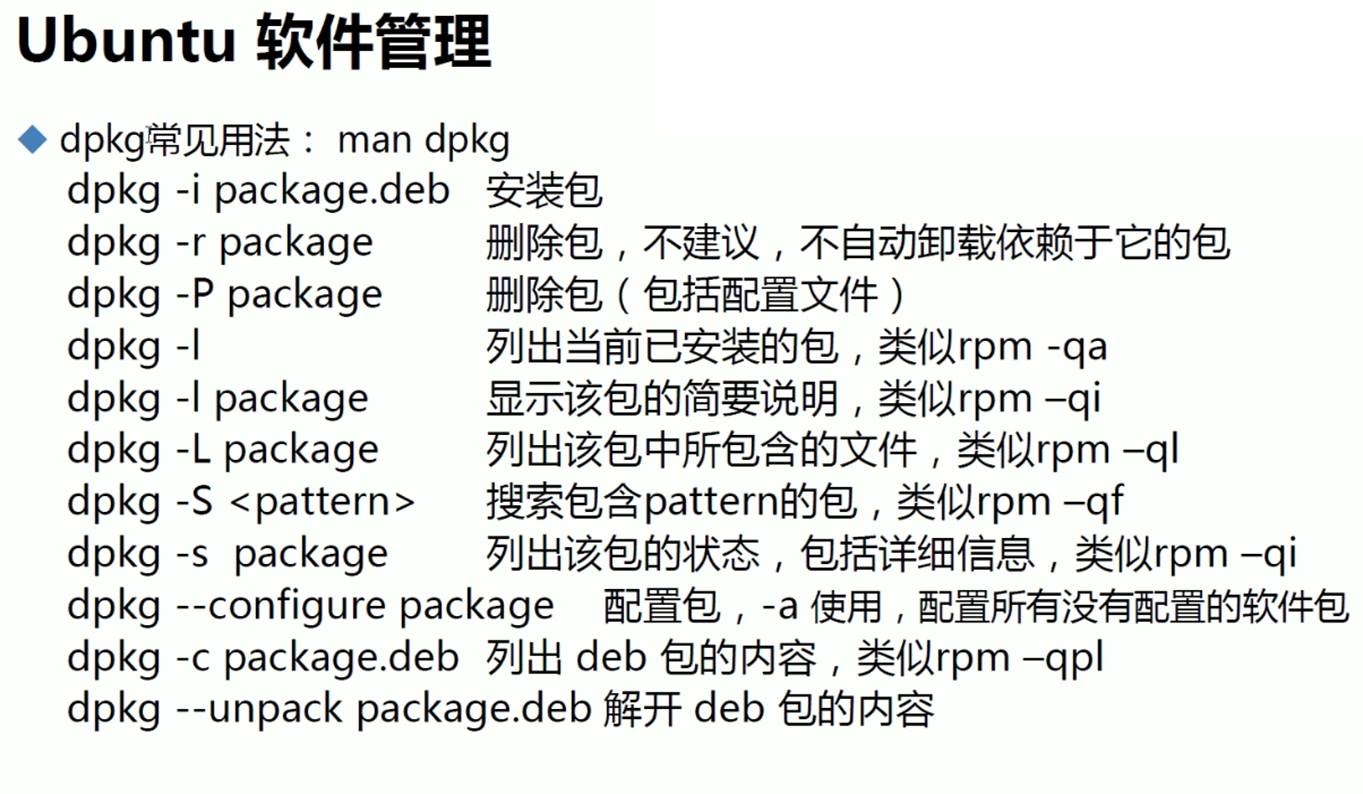 Ubuntu 软件管理
dpkg常见用法： man dpkg
dpkg -i package.deb 安装包
dpkg -r package 删除包，不建议，不自动卸载依赖于它的包
dpkg -P package 删除包（包括配置文件）
dpkg -l 列出当前已安装的包，类似rpm -qa
dpkg -l package 显示该包的简要说明，类似rpm –qi
dpkg -L package 列出该包中所包含的文件，类似rpm –ql
dpkg -S <pattern> 搜索包含pattern的包，类似rpm –qf
dpkg -s package 列出该包的状态，包括详细信息，类似rpm –qi
dpkg --configure package 配置包，-a 使用，配置所有没有配置的软件包
dpkg -c package.deb 列出 deb 包的内容，类似rpm –qpl
dpkg --unpack package.deb 解开 deb 包的内容